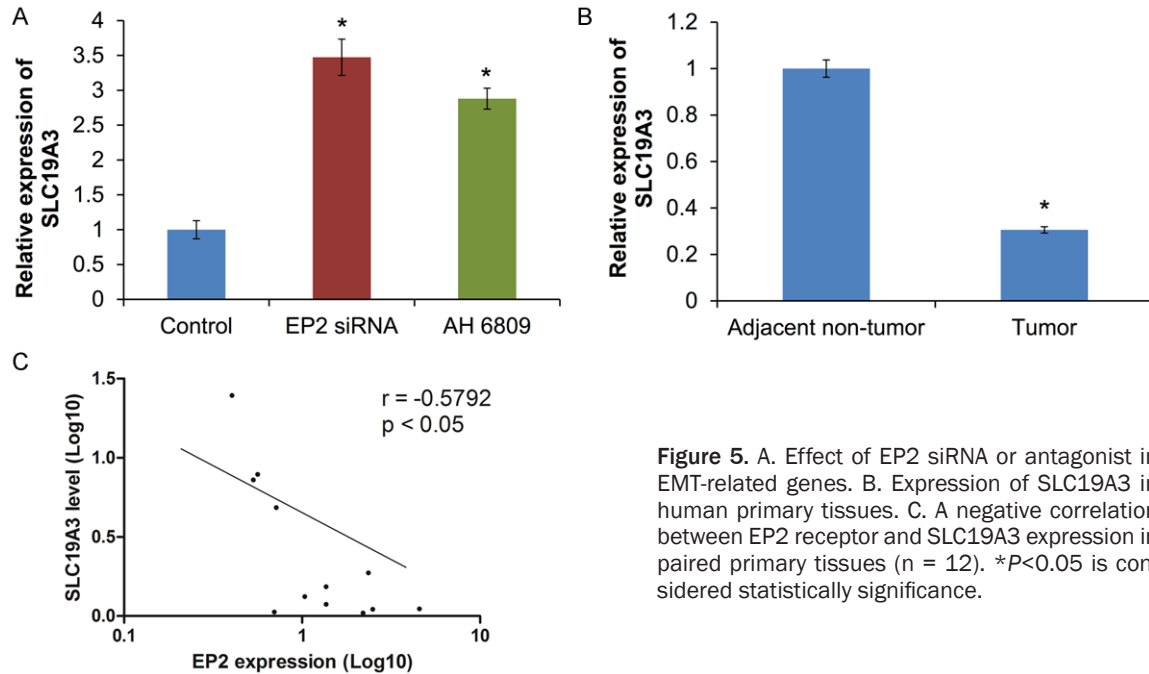 A
Relative expression of
SLC19A3
4
3.5
3
2.5
2
1.5
1
0.5
0
*
*
Control
EP2 siRNA
AH 6809
B
Relative expression of
SLC19A3
1.2
1
0.8
0.6
0.4
0.2
0
*
Adjacent non-tumor
Tumor
C
SLC19A3 level (Log10)
1.5
1.0
0.5
0.0
r = -0.5792
p < 0.05
0.1
1
10
EP2 expression (Log10)
Figure 5. A. Effect of EP2 siRNA or antagonist in
EMT-related genes. B. Expression of SLC19A3 in
human primary tissues. C. A negative correlation
between EP2 receptor and SLC19A3 expression in
paired primary tissues (n = 12). *P<0.05 is con-
sidered statistically significance.